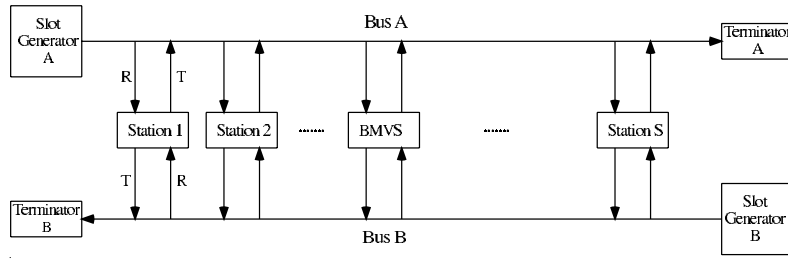 Slot
Generator
A
Bus A
Terminator
A
R
T
Station 1
Station 2
.......
BMVS
.......
Station S
T
R
Terminator
B
Bus B
Slot
Generator
B